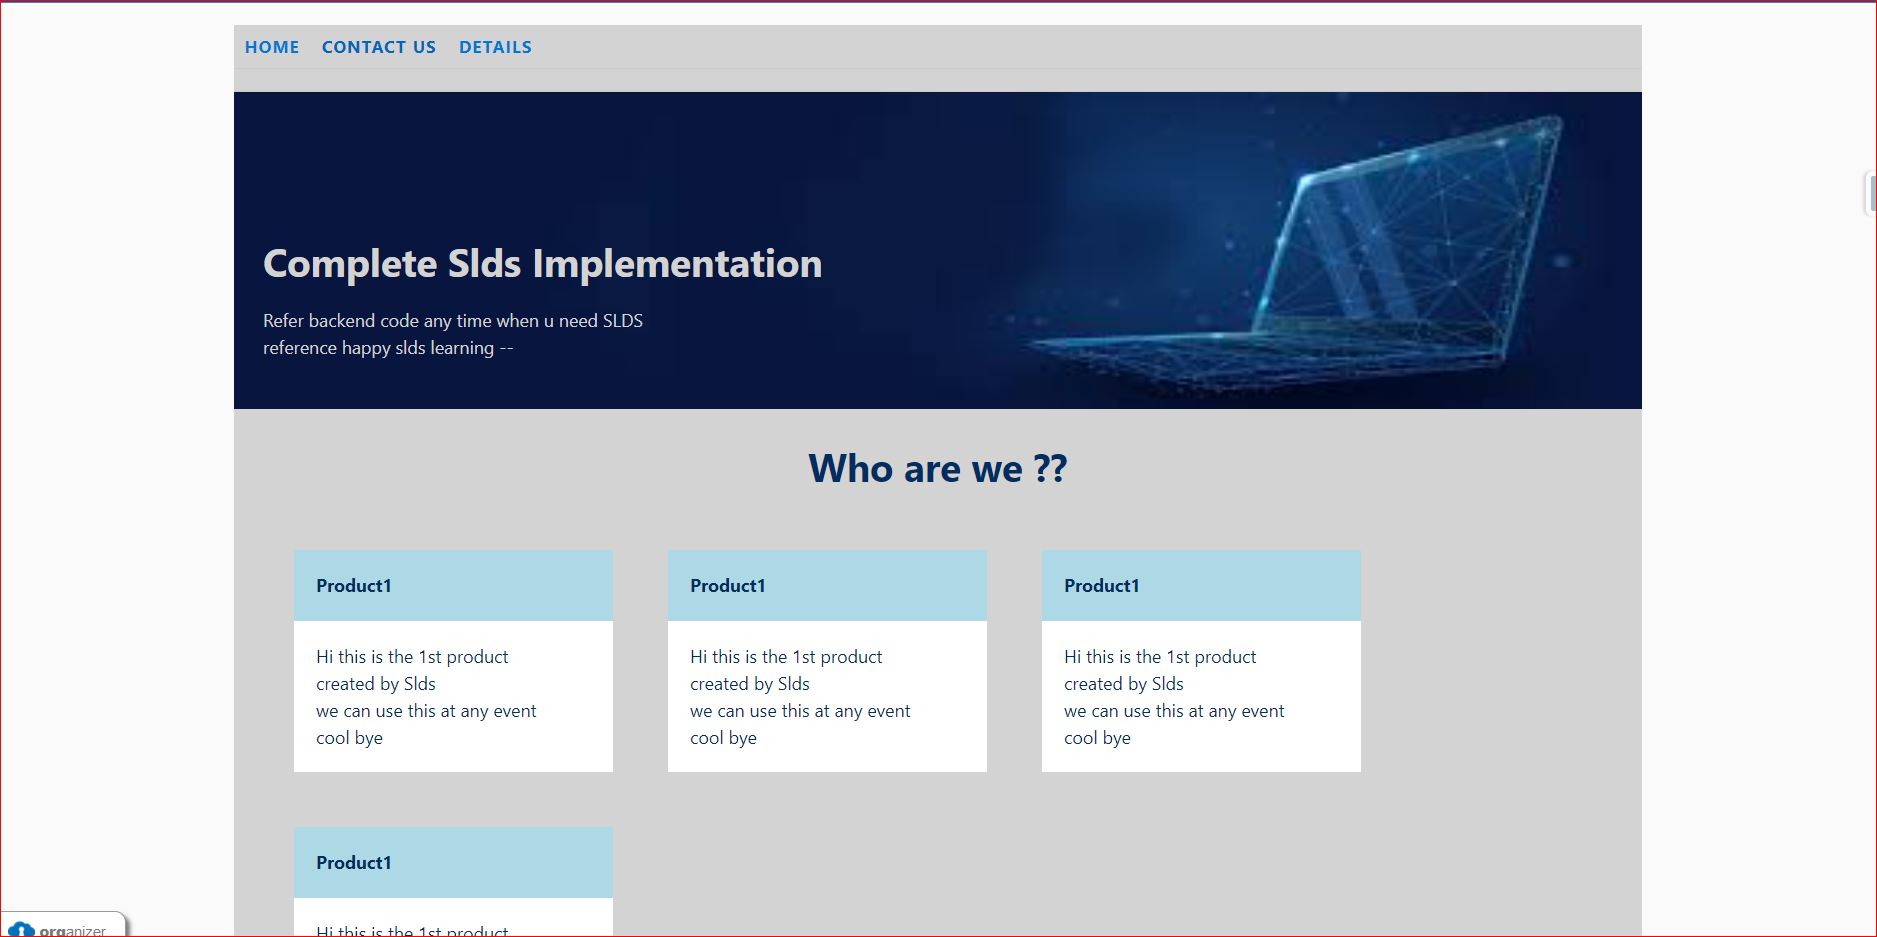 HOME CONTACT US DETAILS
Complete Slds Implementation
Refer backend code any time when u need SLDS
reference happy slds learning --
Who are we ??
Product1
Hi this is the 1st product
created by Slds
we can use this at any event
cool bye
Product1
Hi this is the 1st product
created by Slds
we can use this at any event
cool bye
Product1
Hi this is the 1st product
created by Slds
we can use this at any event
cool bye
Product1
Hi this is the 1st product
organizer